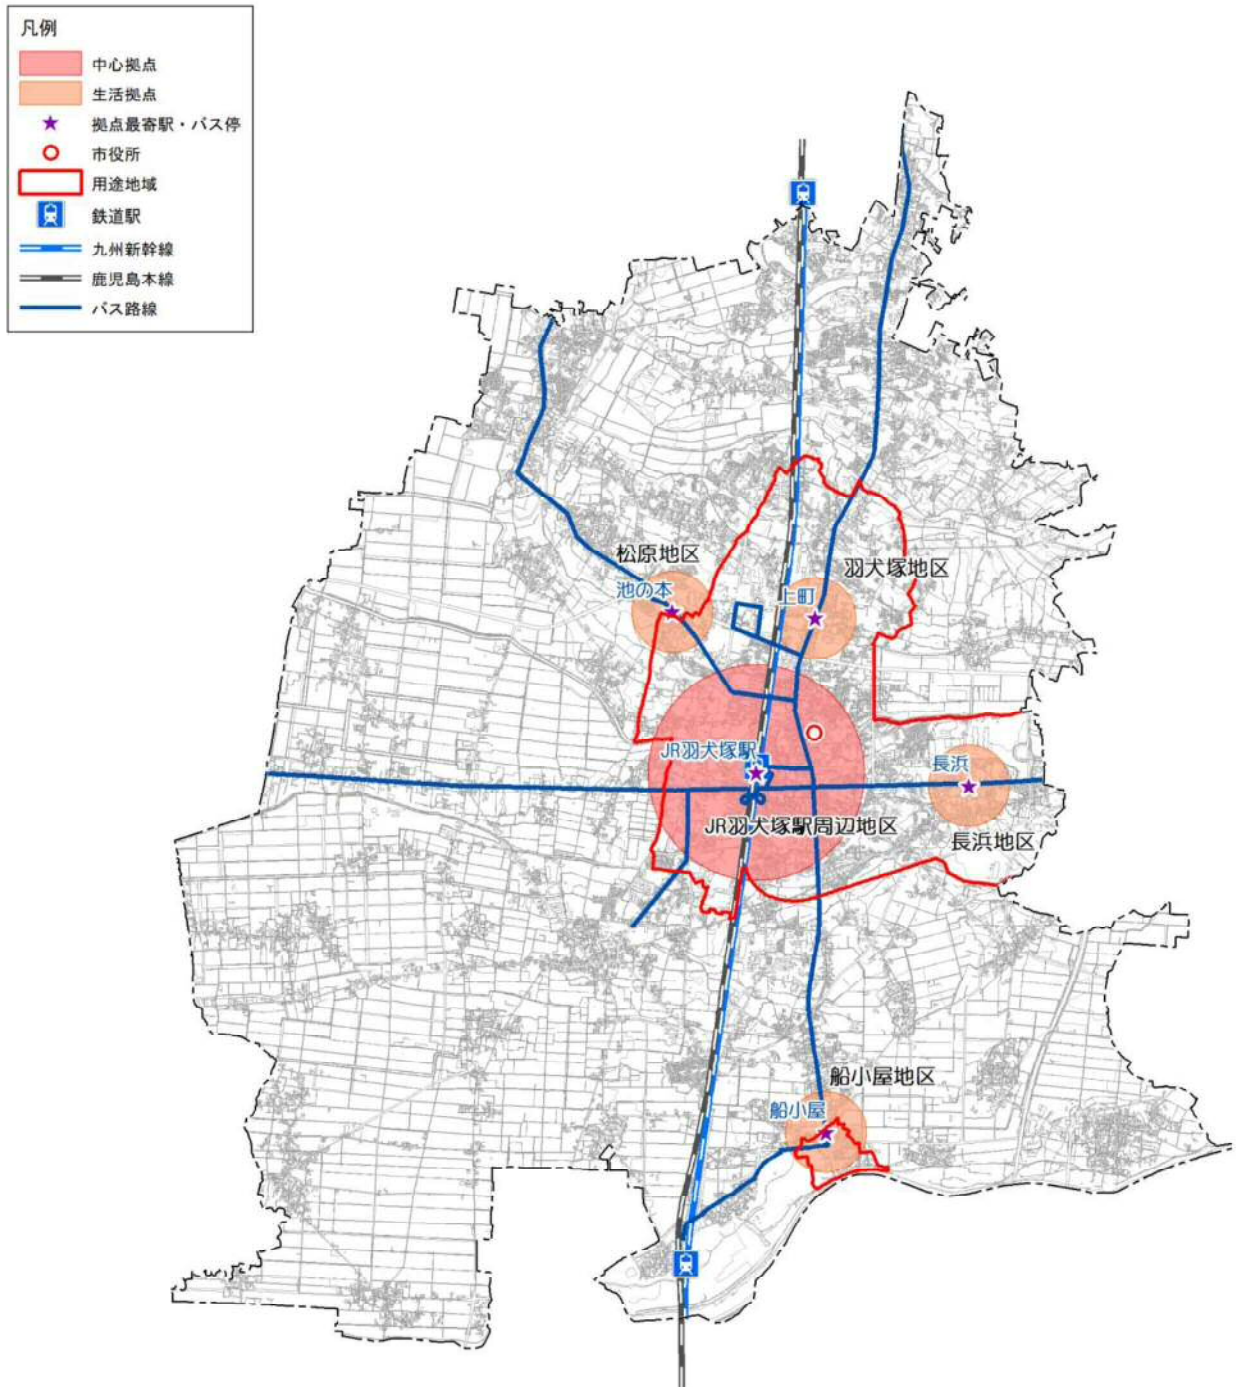 凡例
中心拠点
生活拠点
拠点最寄駅・バス停
市役所
用途地域
鉄道駅
九州新幹線
鹿児島本線
バス路線
松原地区
池の本
羽犬塚地区
上町
JR羽犬塚駅
長浜
JR羽犬塚駅周辺地区
長浜地区
船小屋地区
船小屋